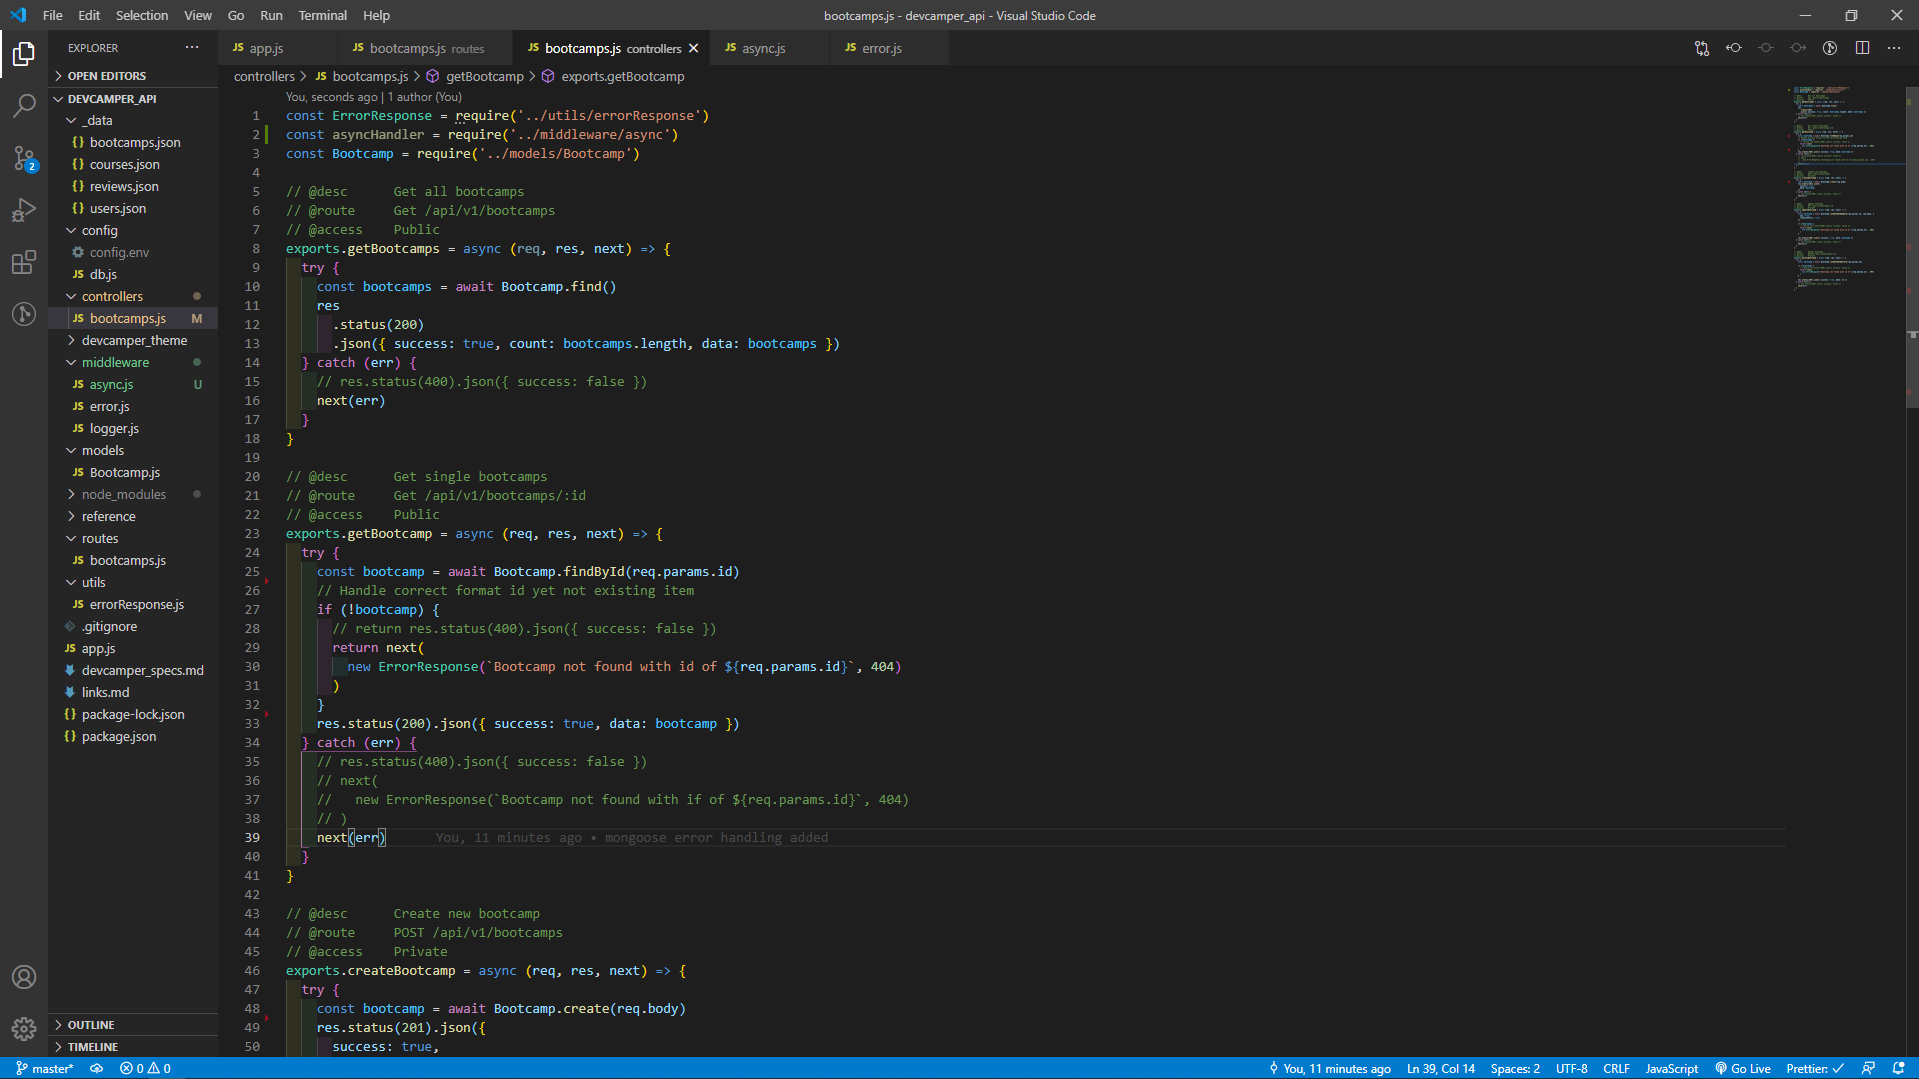 File Edit Selection View Go Run Terminal Help
bootcamps.js - devcamper_api - Visual Studio Code
EXPLORER
OPEN EDITORS
DEVCAMPER_API
_data
{} bootcamps.json
{} courses.json
{} reviews.json
{} users.json
config
config.env
JS db.js
controllers
JS bootcamps.js M
devcamper_theme
middleware
JS async.js U
JS error.js
JS logger.js
models
JS Bootcamp.js
node_modules
reference
routes
JS bootcamps.js
utils
JS errorResponse.js
.gitignore
JS app.js
devcamper_specs.md
links.md
{} package-lock.json
{} package.json
OUTLINE
TIMELINE
2
JS app.js JS bootcamps.js routes JS bootcamps.js controllers JS async.js JS error.js
controllers > JS bootcamps.js > getBootcamp > exports.getBootcamp
You, seconds ago | 1 author (You)
1 const ErrorResponse = require('../utils/errorResponse')
2 const asyncHandler = require('../middleware/async')
3 const Bootcamp = require('../models/Bootcamp')
4
5 // @desc      Get all bootcamps
6 // @route     Get /api/v1/bootcamps
7 // @access    Public
8 exports.getBootcamps = async (req, res, next) => {
9   try {
10     const bootcamps = await Bootcamp.find()
11     res
12       .status(200)
13       .json({ success: true, count: bootcamps.length, data: bootcamps })
14   } catch (err) {
15     // res.status(400).json({ success: false })
16     next(err)
17   }
18 }
19
20 // @desc      Get single bootcamps
21 // @route     Get /api/v1/bootcamps/:id
22 // @access    Public
23 exports.getBootcamp = async (req, res, next) => {
24   try {
25     const bootcamp = await Bootcamp.findById(req.params.id)
26     // Handle correct format id yet not existing item
27     if (!bootcamp) {
28       // return res.status(400).json({ success: false })
29       return next(
30         new ErrorResponse(`Bootcamp not found with id of ${req.params.id}`, 404)
31       )
32     }
33     res.status(200).json({ success: true, data: bootcamp })
34   } catch (err) {
35     // res.status(400).json({ success: false })
36     // next(
37     //   new ErrorResponse(`Bootcamp not found with if of ${req.params.id}`, 404)
38     // )
39     next(err) You, 11 minutes ago • mongoose error handling added
40   }
41 }
42
43 // @desc      Create new bootcamp
44 // @route     POST /api/v1/bootcamps
45 // @access    Private
46 exports.createBootcamp = async (req, res, next) => {
47   try {
48     const bootcamp = await Bootcamp.create(req.body)
49     res.status(201).json({
50       success: true,
master* 0 0 You, 11 minutes ago Ln 39, Col 14 Spaces: 2 UTF-8 CRLF JavaScript Go Live Prettier: ✓